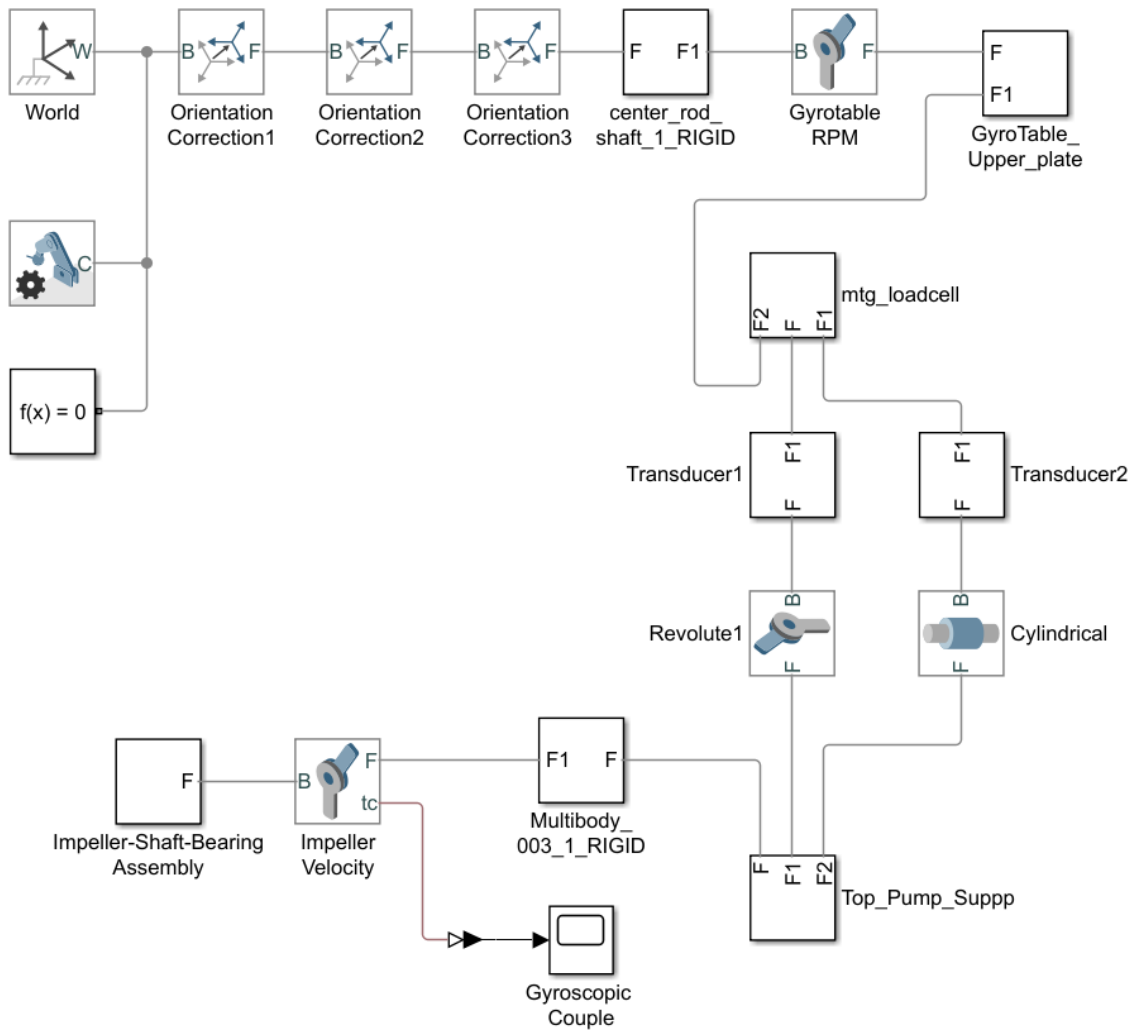 W
B
F
B
F
B
F
F
F1
B
F
F
F1
World
Orientation
Correction1
Orientation
Correction2
Orientation
Correction3
center_rod_
shaft_1_RIGID
Gyrotable
RPM
GyroTable_
Upper_plate
C
f(x) = 0
F2
F
F1
mtg_loadcell
Transducer1
F1
F
F1
F
Transducer2
Revolute1
B
F
B
F
Cylindrical
F
Impeller-Shaft-Bearing
Assembly
B
F
tc
Impeller
Velocity
F1
F
Multibody_
003_1_RIGID
F
F1
F2
Top_Pump_Suppp
Gyroscopic
Couple